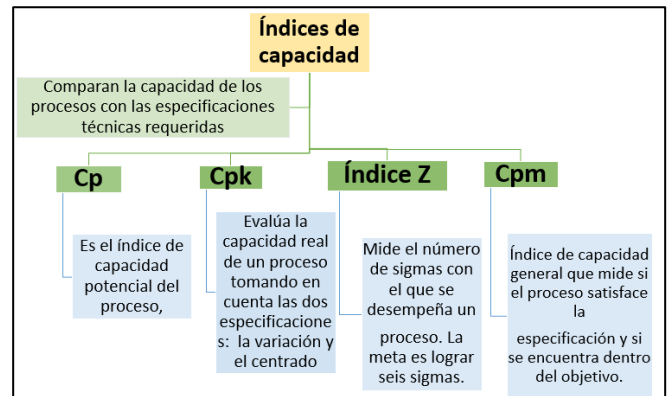 Índices de
capacidad
Comparan la capacidad de los
procesos con las especificaciones
técnicas requeridas
Cp
Es el índice de
capacidad
potencial del
proceso,
Cpk
Evalúa la
capacidad real
de un proceso
tomando en
cuenta las dos
especificacione
s:  la variación y
el centrado
Índice Z
Mide el número
de sigmas con
el que se
desempeña un
proceso. La
meta es lograr
seis sigmas.
Cpm
Índice de capacidad
general que mide si
el proceso satisface
la
especificación y si
se encuentra dentro
del objetivo.